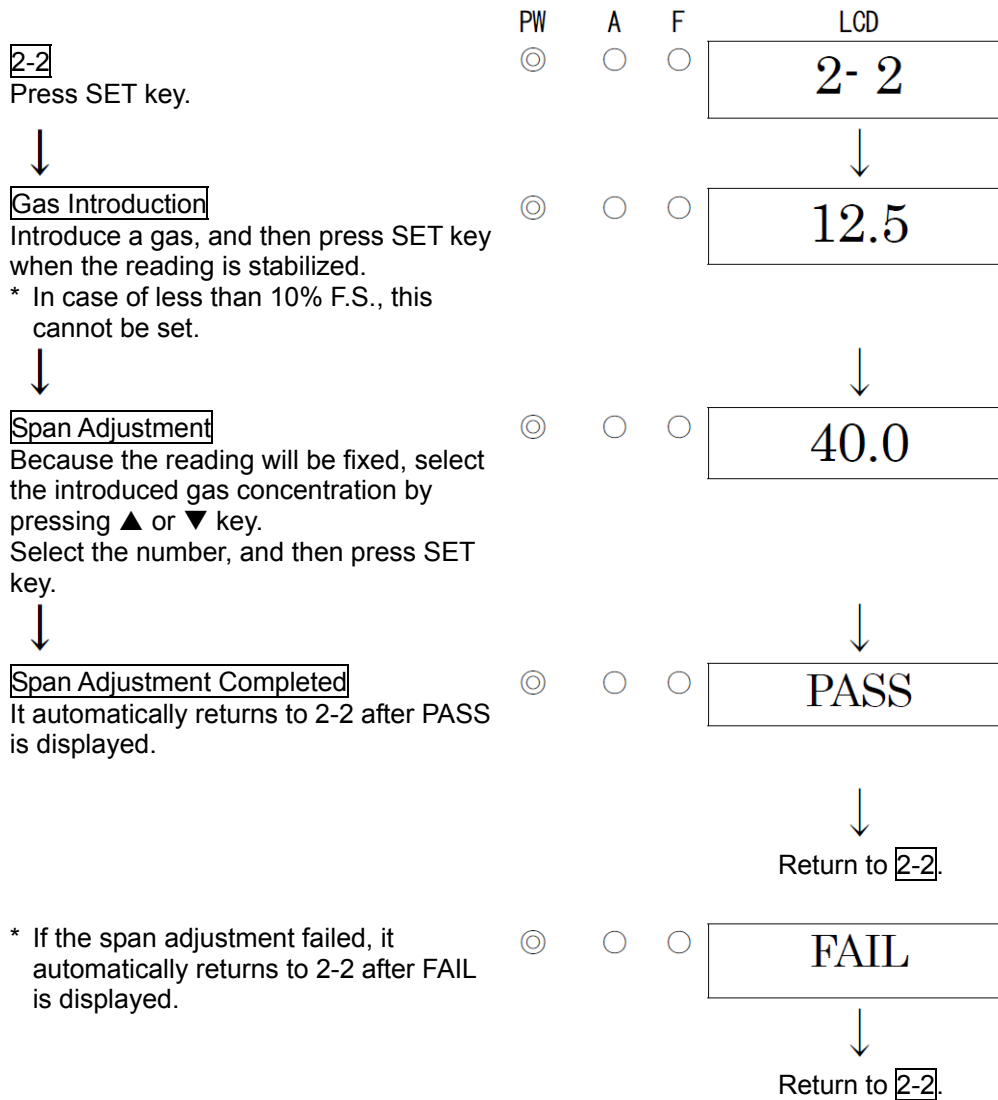 PW A F LCD
2-2
Press SET key.
◎ ○ ○ 2- 2
↓ ↓
Gas Introduction
Introduce a gas, and then press SET key
when the reading is stabilized.
* In case of less than 10% F.S., this
cannot be set.
◎ ○ ○ 12.5
↓ ↓
Span Adjustment
Because the reading will be fixed, select
the introduced gas concentration by
pressing ▲ or ▼ key.
Select the number, and then press SET
key.
◎ ○ ○ 40.0
↓ ↓
Span Adjustment Completed
It automatically returns to 2-2 after PASS
is displayed.
◎ ○ ○ PASS
↓
Return to 2-2.
* If the span adjustment failed, it
automatically returns to 2-2 after FAIL
is displayed.
◎ ○ ○ FAIL
↓
Return to 2-2.